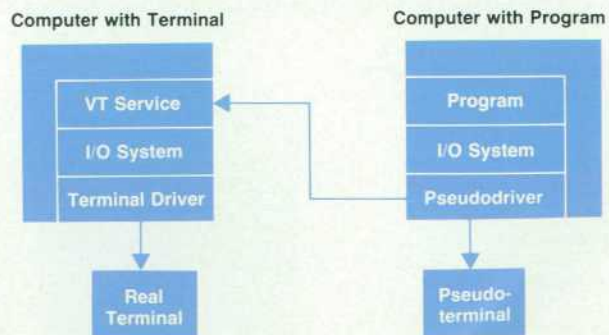 Computer with Terminal
VT Service
I/O System
Terminal Driver
Real
Terminal
Computer with Program
Program
I/O System
Pseudodriver
Pseudo-
terminal